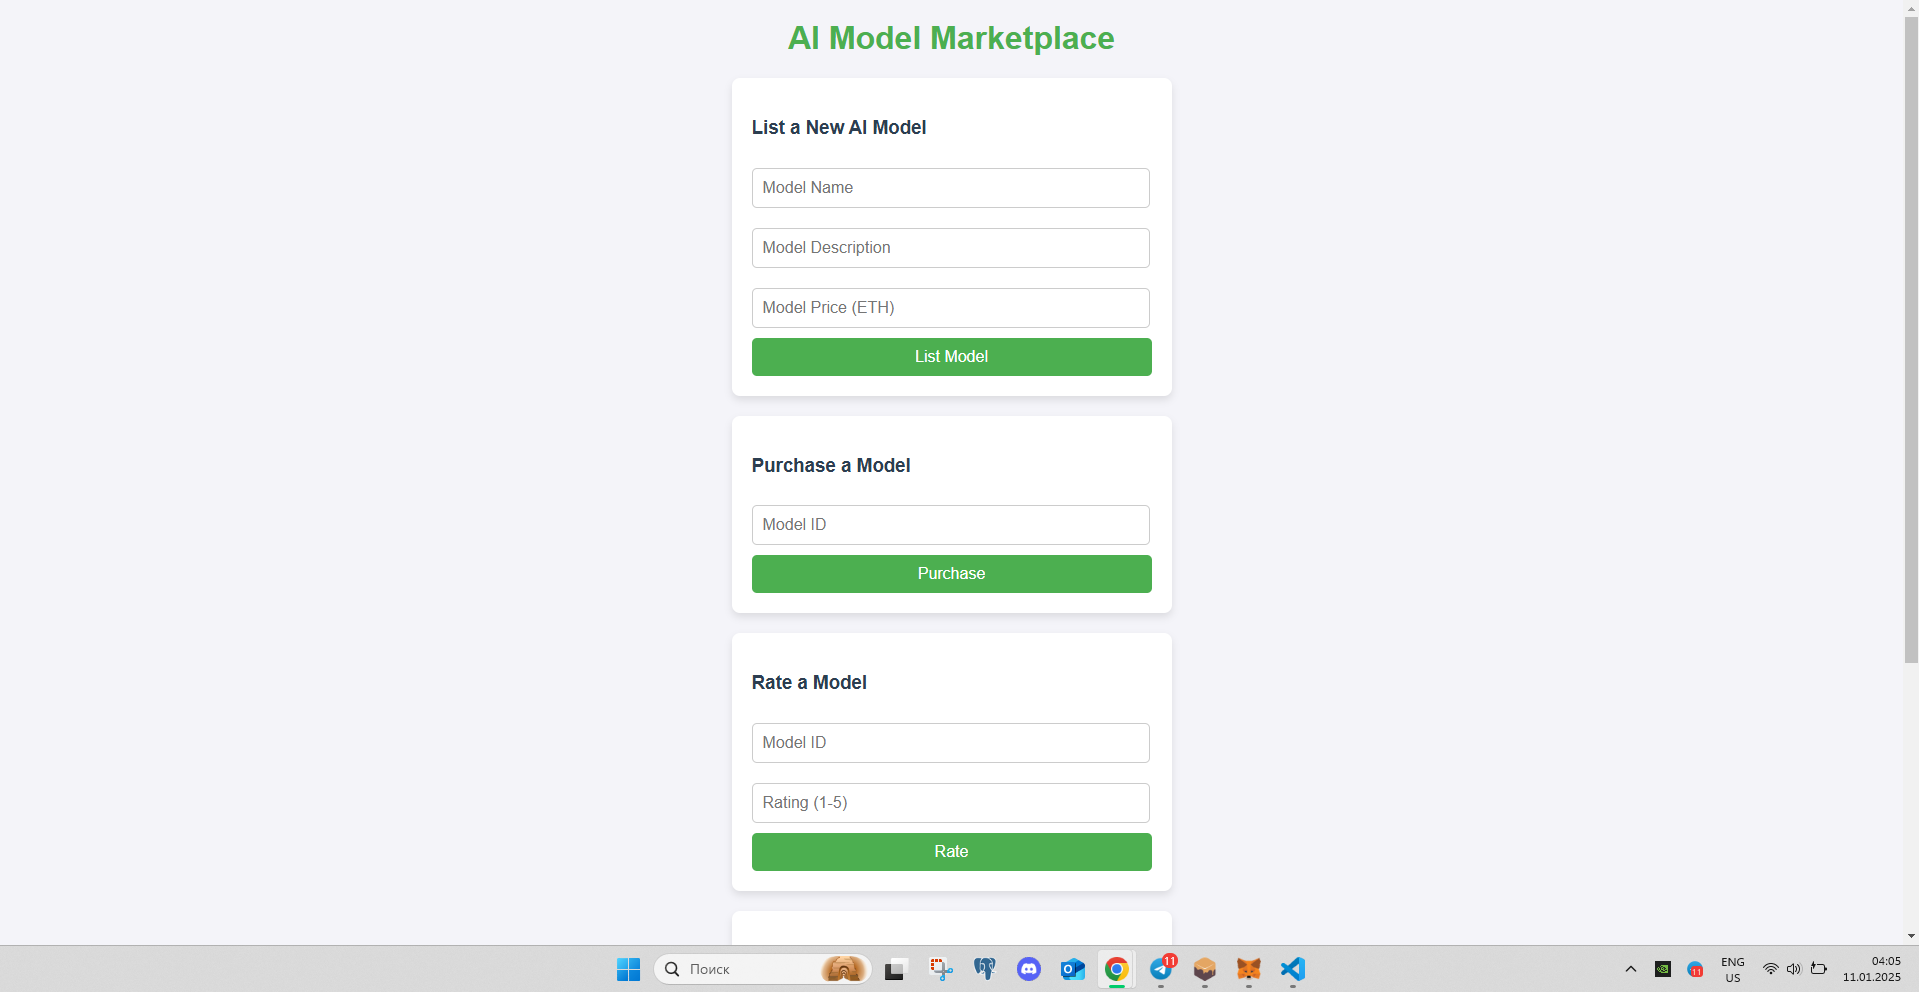 AI Model Marketplace
List a New AI Model
Model Name
Model Description
Model Price (ETH)
List Model
Purchase a Model
Model ID
Purchase
Rate a Model
Model ID
Rating (1-5)
Rate
Поиск
11
11
ENG
US
04:05
11.01.2025